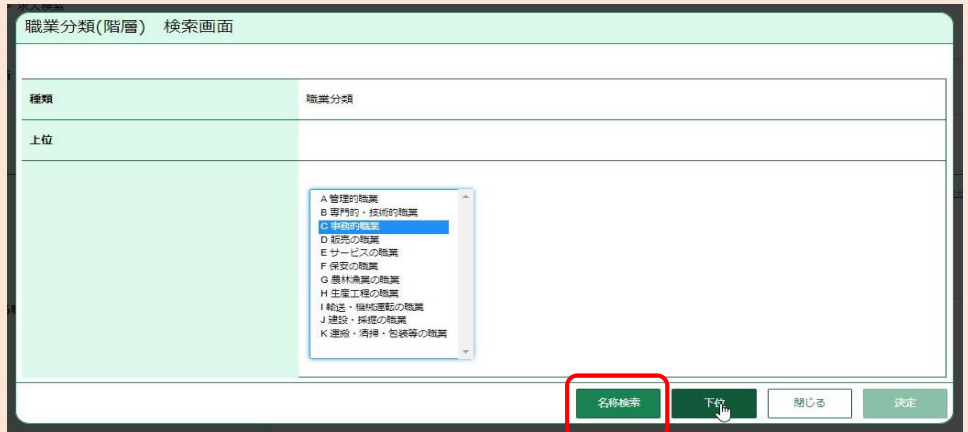 求人検索
職業分類(階層) 検索画面
種類
職業分類
上位
A 管理的職業
B 専門的・技術的職業
C 事務的職業
D 販売の職業
E サービスの職業
F 保安の職業
G 農林漁業の職業
H 生産工程の職業
I 輸送・機械運転の職業
J 建設・採掘の職業
K 運搬・清掃・包装等の職業
名称検索
下位
閉じる
決定